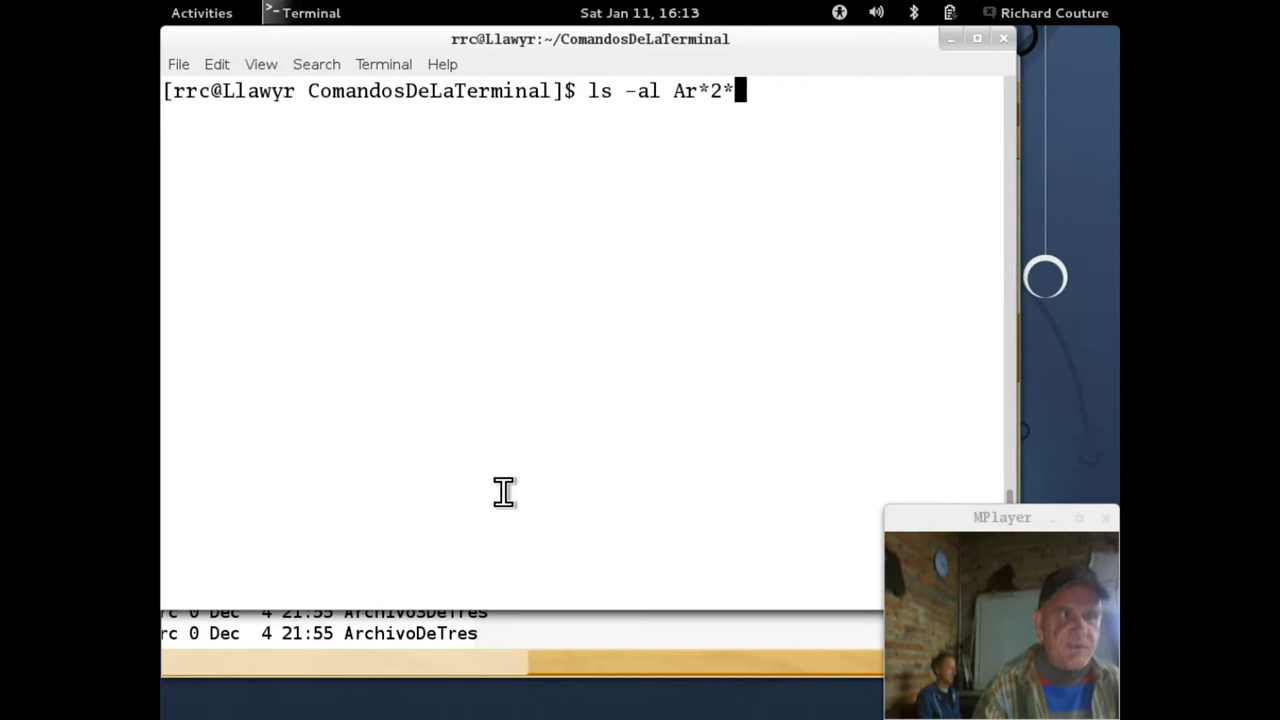 Activities >- Terminal Sat Jan 11, 16:13 Richard Couture
rrc@Llawyr:~/ComandosDeLaTerminal
File Edit View Search Terminal Help
[rrc@Llawyr ComandosDeLaTerminal]$ ls -al Ar*2*
MPlayer
rc 0 Dec 4 21:55 Archivo3DeTres
rc 0 Dec 4 21:55 ArchivoDeTres